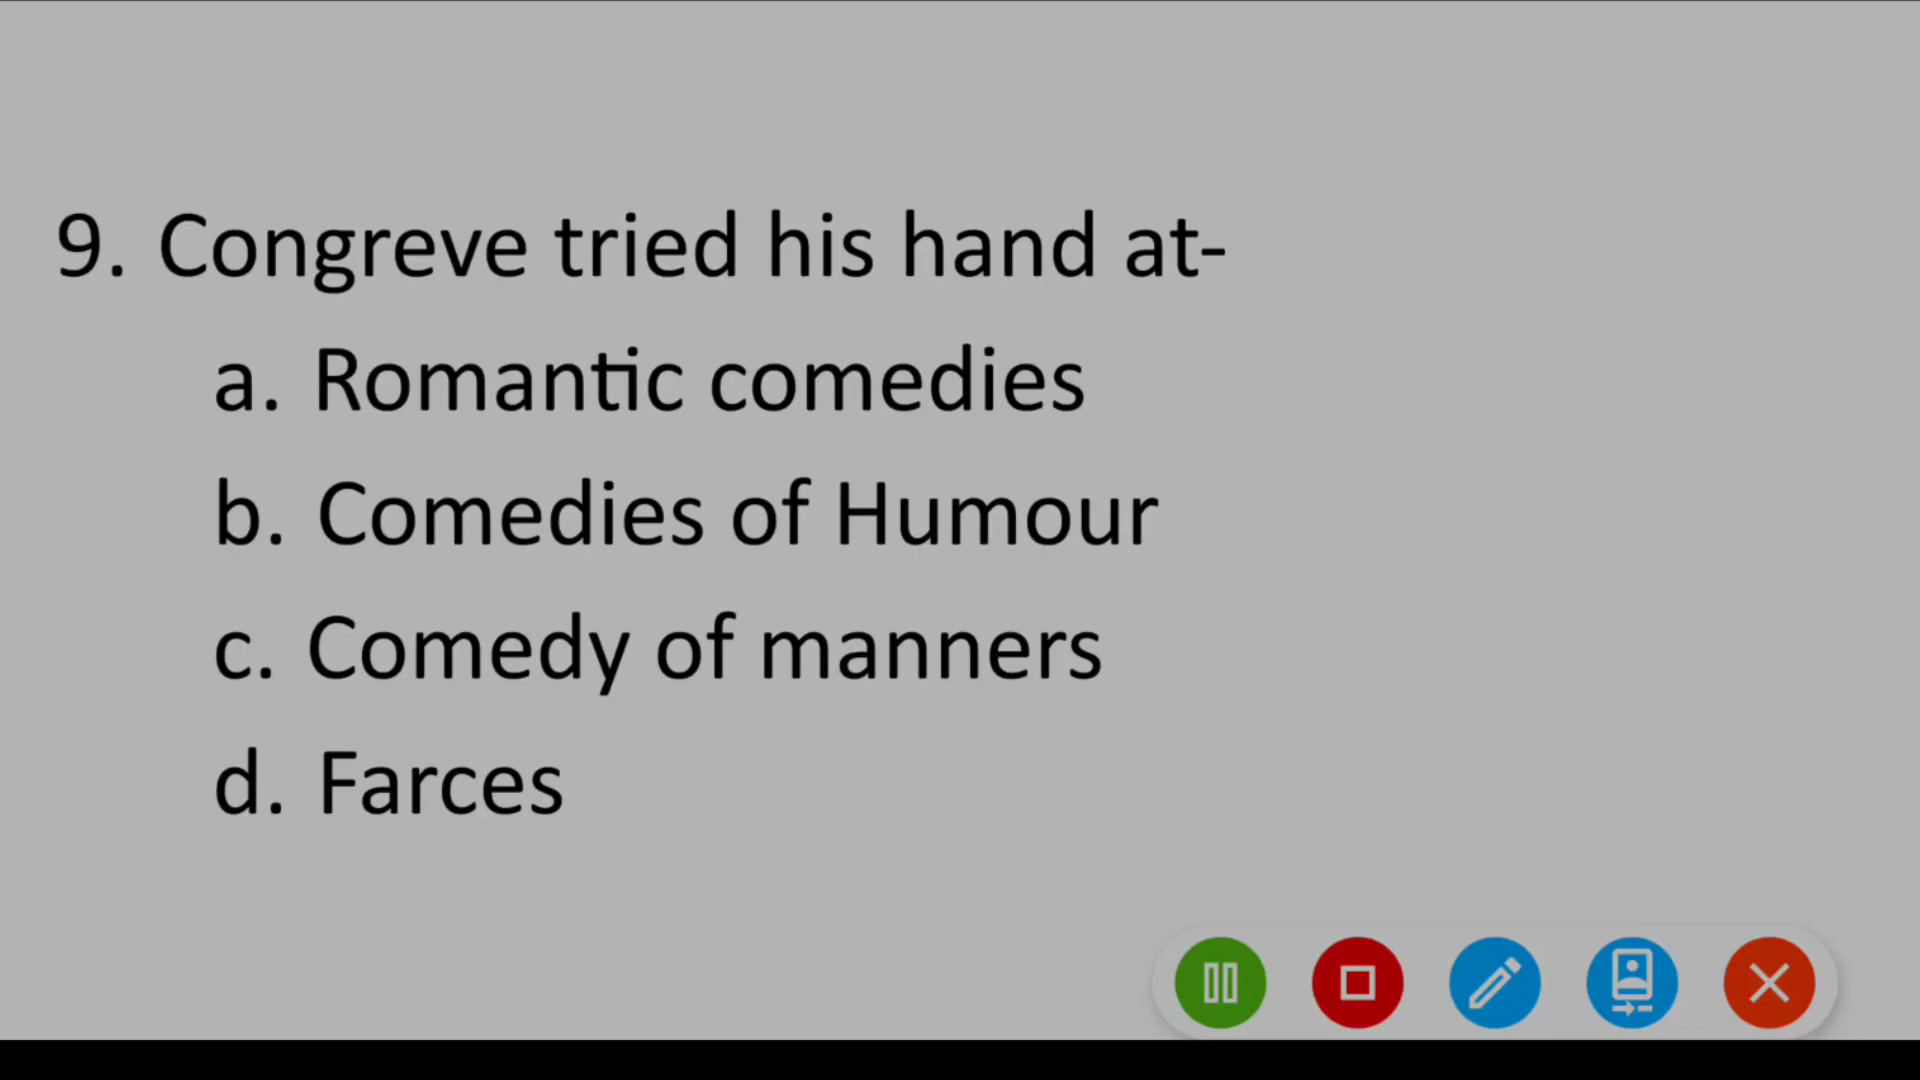 9. Congreve tried his hand at-
a. Romantic comedies
b. Comedies of Humour
c. Comedy of manners
d. Farces